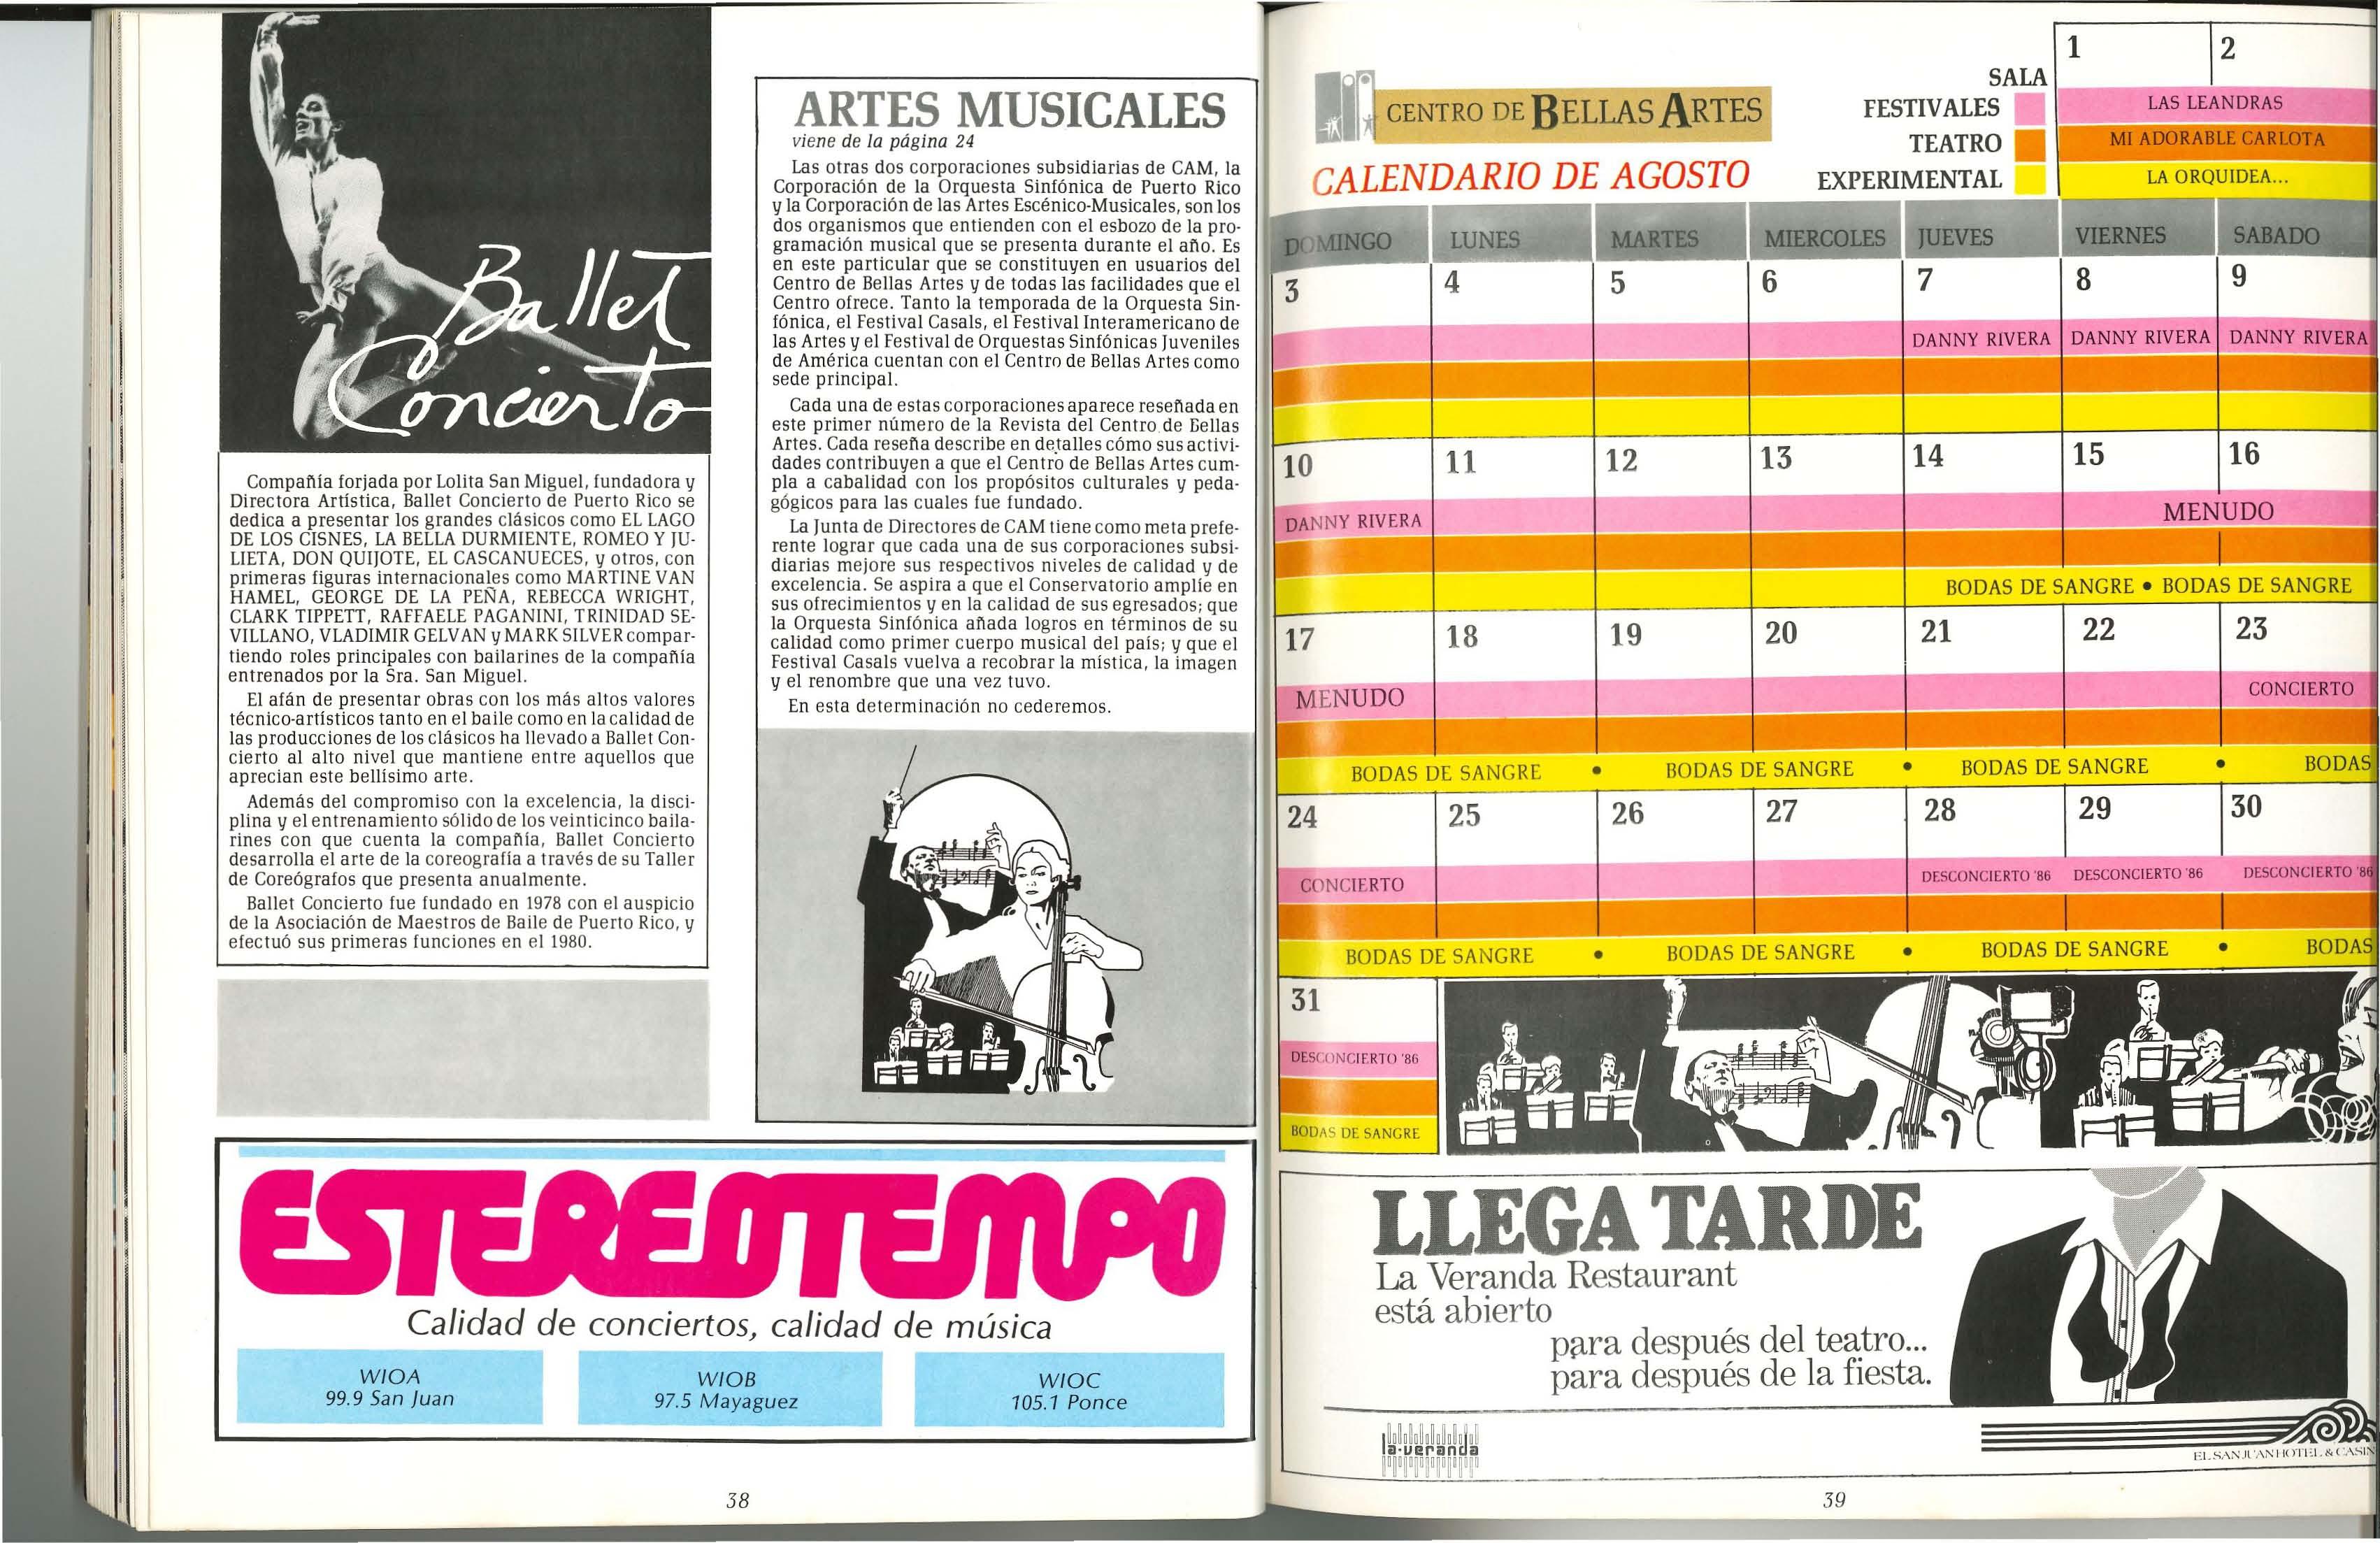 Ballet
Concierto
Compañía forjada por Lolita San Miguel, fundadora y
Directora Artística, Ballet Concierto de Puerto Rico se
dedica a presentar los grandes clásicos como EL LAGO
DE LOS CISNES, LA BELLA DURMIENTE, ROMEO Y JU-
LIETA, DON QUIJOTE, EL CASCANUECES, y otros, con
primeras figuras internacionales como MARTINE VAN
HAMEL, GEORGE DE LA PEÑA, REBECCA WRIGHT,
CLARK TIPPETT, RAFFAELE PAGANINI, TRINIDAD SE-
VILLANO, VLADIMIR GELVAN y MARK SILVER compar-
tiendo roles principales con bailarines de la compañía
entrenados por la Sra. San Miguel.
El afán de presentar obras con los más altos valores
técnico-artísticos tanto en el baile como en la calidad de
las producciones de los clásicos ha llevado a Ballet Con-
cierto al alto nivel que mantiene entre aquellos que
aprecian este bellísimo arte.
Además del compromiso con la excelencia, la disci-
plina y el entrenamiento sólido de los veinticinco baila-
rines con que cuenta la compañía, Ballet Concierto
desarrolla el arte de la coreografía a través de su Taller
de Coreógrafos que presenta anualmente.
Ballet Concierto fue fundado en 1978 con el auspicio
de la Asociación de Maestros de Baile de Puerto Rico, y
efectuó sus primeras funciones en el 1980.
ARTES MUSICALES
viene de la página 24
Las otras dos corporaciones subsidiarias de CAM, la
Corporación de la Orquesta Sinfónica de Puerto Rico
y la Corporación de las Artes Escénico-Musicales, son los
dos organismos que entienden con el esbozo de la pro-
gramación musical que se presenta durante el año. Es
en este particular que se constituyen en usuarios del
Centro de Bellas Artes y de todas las facilidades que el
Centro ofrece. Tanto la temporada de la Orquesta Sin-
fónica, el Festival Casals, el Festival Interamericano de
las Artes y el Festival de Orquestas Sinfónicas Juveniles
de América cuentan con el Centro de Bellas Artes como
sede principal.
Cada una de estas corporaciones aparece reseñada en
este primer número de la Revista del Centro de Bellas
Artes. Cada reseña describe en detalles cómo sus activi-
dades contribuyen a que el Centro de Bellas Artes cum-
pla a cabalidad con los propósitos culturales y peda-
gógicos para las cuales fue fundado.
La Junta de Directores de CAM tiene como meta prefe-
rente lograr que cada una de sus corporaciones subsi-
diarias mejore sus respectivos niveles de calidad y de
excelencia. Se aspira a que el Conservatorio amplíe en
sus ofrecimientos y en la calidad de sus egresados; que
la Orquesta Sinfónica añada logros en términos de su
calidad como primer cuerpo musical del país; y que el
Festival Casals vuelva a recobrar la mística, la imagen
y el renombre que una vez tuvo.
En esta determinación no cederemos.
ESTEREOTEMPO
Calidad de conciertos, calidad de música
WIOA
99.9 San Juan
WIOB
97.5 Mayaguez
WIOC
105.1 Ponce
38
CENTRO DE BELLAS ARTES
CALENDARIO DE AGOSTO
SALA
FESTIVALES
TEATRO
EXPERIMENTAL
1 2
LAS LEANDRAS
MI ADORABLE CARLOTA
LA ORQUIDEA...
DOMINGO LUNES MARTES MIERCOLES JUEVES VIERNES SABADO
3 4 5 6 7 8 9
DANNY RIVERA DANNY RIVERA DANNY RIVERA
10 11 12 13 14 15 16
DANNY RIVERA MENUDO
BODAS DE SANGRE • BODAS DE SANGRE
17 18 19 20 21 22 23
MENUDO CONCIERTO
BODAS DE SANGRE • BODAS DE SANGRE • BODAS DE SANGRE • BODAS
24 25 26 27 28 29 30
CONCIERTO DESCONCIERTO '86 DESCONCIERTO '86 DESCONCIERTO '86
BODAS DE SANGRE • BODAS DE SANGRE • BODAS DE SANGRE • BODAS
31
DESCONCIERTO '86
BODAS DE SANGRE
LLEGA TARDE
La Veranda Restaurant
está abierto
para después del teatro...
para después de la fiesta.
la·veranda
EL SAN JUAN HOTEL & CASIN
39